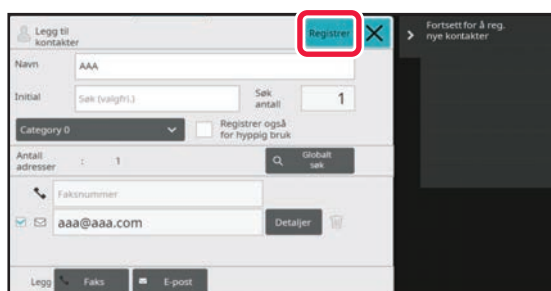 Legg til
kontakter
Registrer
Fortsett for å reg.
nye kontakter
Navn
AAA
Initial
Søk (valgfri.)
Søk
antall
1
Category 0
Registrer også
for hyppig bruk
Antall
adresser
:
1
Globalt
søk
Faksnummer
aaa@aaa.com
Detaljer
Legg
Faks
E-post